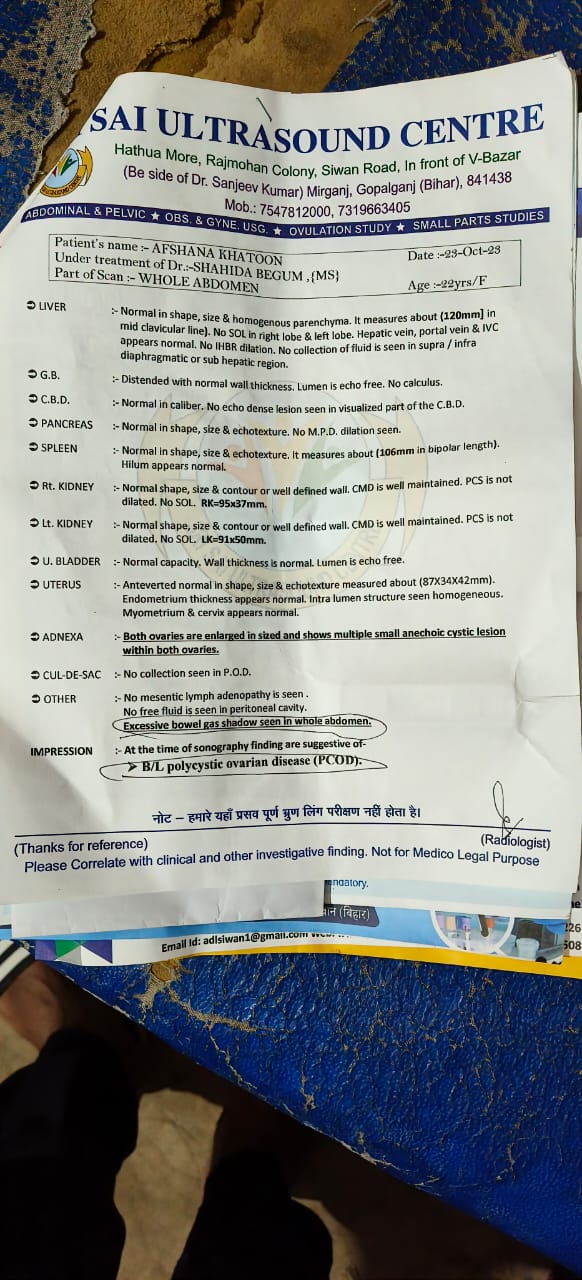 SAI ULTRASOUND CENTRE
Hathua More, Rajmohan Colony, Siwan Road, In front of V-Bazar
(Be side of Dr. Sanjeev Kumar) Mirganj, Gopalganj (Bihar), 841438
Mob.: 7547812000, 7319663405
ABDOMINAL & PELVIC ★ OBS. & GYNE. USG. ★ OVULATION STUDY ★ SMALL PARTS STUDIES
Patient's name :- AFSHANA KHATOON Date :-23-Oct-23
Under treatment of Dr.:-SHAHIDA BEGUM ,{MS}
Part of Scan :- WHOLE ABDOMEN Age :-22yrs/F
➲ LIVER :- Normal in shape, size & homogenous parenchyma. It measures about (120mm] in
mid clavicular line). No SOL in right lobe & left lobe. Hepatic vein, portal vein & IVC
appears normal. No IHBR dilation. No collection of fluid is seen in supra / infra
diaphragmatic or sub hepatic region.
➲ G.B. :- Distended with normal wall thickness. Lumen is echo free. No calculus.
➲ C.B.D. :- Normal in caliber. No echo dense lesion seen in visualized part of the C.B.D.
➲ PANCREAS :- Normal in shape, size & echotexture. No M.P.D. dilation seen.
➲ SPLEEN :- Normal in shape, size & echotexture. It measures about (106mm in bipolar length).
Hilum appears normal.
➲ Rt. KIDNEY :- Normal shape, size & contour or well defined wall. CMD is well maintained. PCS is not
dilated. No SOL. RK=95x37mm.
➲ Lt. KIDNEY :- Normal shape, size & contour or well defined wall. CMD is well maintained. PCS is not
dilated. No SOL. LK=91x50mm.
➲ U. BLADDER :- Normal capacity. Wall thickness is normal. Lumen is echo free.
➲ UTERUS :- Anteverted normal in shape, size & echotexture measured about (87X34X42mm).
Endometrium thickness appears normal. Intra lumen structure seen homogeneous.
Myometrium & cervix appears normal.
➲ ADNEXA :- Both ovaries are enlarged in sized and shows multiple small anechoic cystic lesion
within both ovaries.
➲ CUL-DE-SAC :- No collection seen in P.O.D.
➲ OTHER :- No mesentic lymph adenopathy is seen .
No free fluid is seen in peritoneal cavity.
Excessive bowel gas shadow seen in whole abdomen.
IMPRESSION :- At the time of sonography finding are suggestive of-
➤ B/L polycystic ovarian disease (PCOD).
नोट – हमारे यहाँ प्रसव पूर्ण भ्रुण लिंग परीक्षण नहीं होता है।
(Thanks for reference) (Radiologist)
Please Correlate with clinical and other investigative finding. Not for Medico Legal Purpose
ndatory.
(बिहार)
Email Id: adlsiwan1@gmail.com